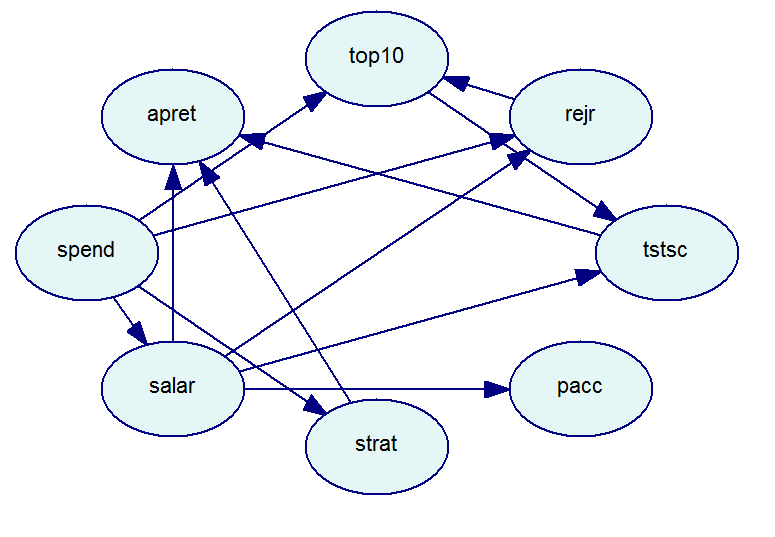 top10
apret
rejr
spend
tstsc
salar
pacc
strat